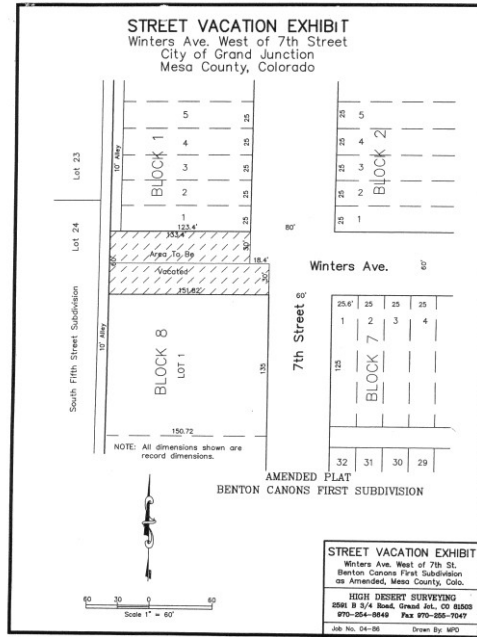 STREET VACATION EXHIBIT
Winters Ave. West of 7th Street
City of Grand Junction
Mesa County, Colorado
Lot 23
10' Alley
BLOCK 1
5
4
3
2
1
25
25
25
25
25
123.4'
133.4'
BLOCK 2
25
25
25
25
25
5
4
3
2
1
80'
Lot 24
60'
Area To Be
Vacated
30'
18.4'
30'
151.82'
Winters Ave.
60'
60'
7th Street
South Fifth Street Subdivision
10' Alley
BLOCK 8
LOT 1
135
150.72
25.6'
25
25
25
1
2
3
4
125
BLOCK 7
32
31
30
29
NOTE: All dimensions shown are
record dimensions.
AMENDED PLAT
BENTON CANONS FIRST SUBDIVISION
60
30
0
60
Scale 1" = 60'
STREET VACATION EXHIBIT
Winters Ave. West of 7th St.
Benton Canons First Subdivision
as Amended, Mesa County, Colo.
HIGH DESERT SURVEYING
2591 B 3/4 Road, Grand Jct., CO 81503
970-254-8649 Fax 970-255-7047
Job No. 04-86
Drawn By: MPD